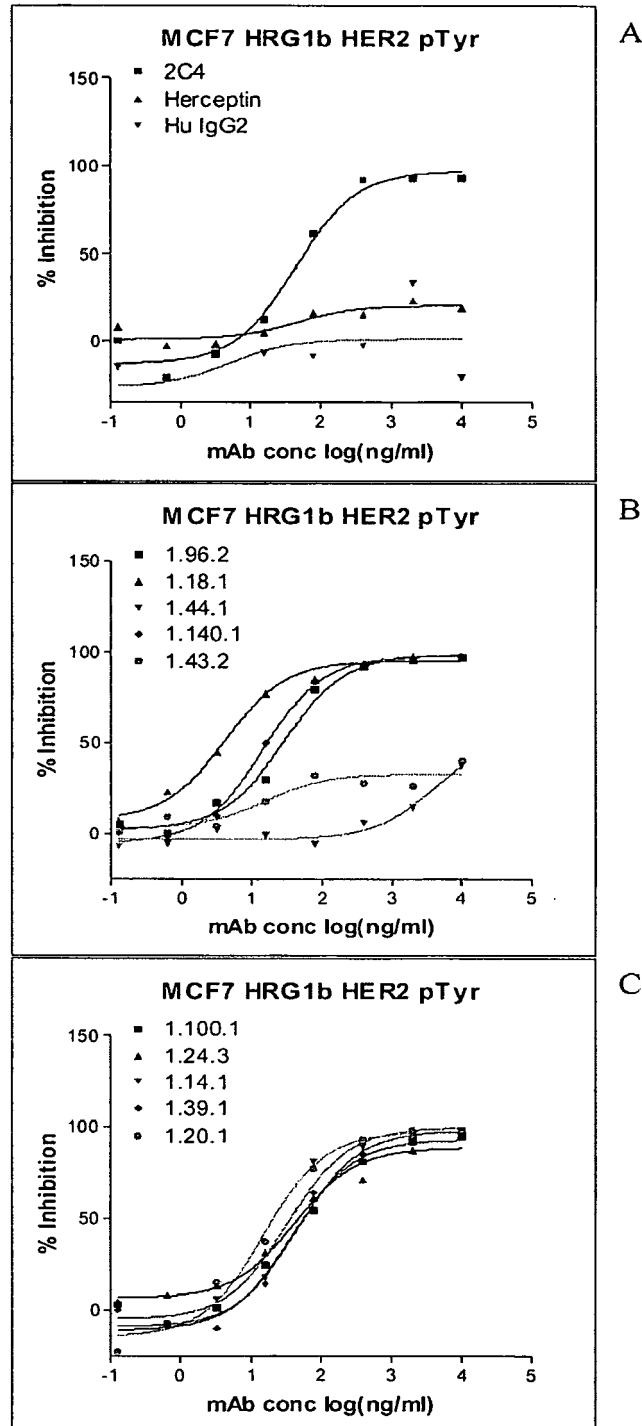 A
MCF7 HRG1b HER2 pTyr
2C4
Herceptin
Hu IgG2
150
100
50
0
% Inhibition
-1 0 1 2 3 4 5
mAb conc log(ng/ml)
B
MCF7 HRG1b HER2 pTyr
1.96.2
1.18.1
1.44.1
1.140.1
1.43.2
150
100
50
0
% Inhibition
-1 0 1 2 3 4 5
mAb conc log(ng/ml)
C
MCF7 HRG1b HER2 pTyr
1.100.1
1.24.3
1.14.1
1.39.1
1.20.1
150
100
50
0
% Inhibition
-1 0 1 2 3 4 5
mAb conc log(ng/ml)